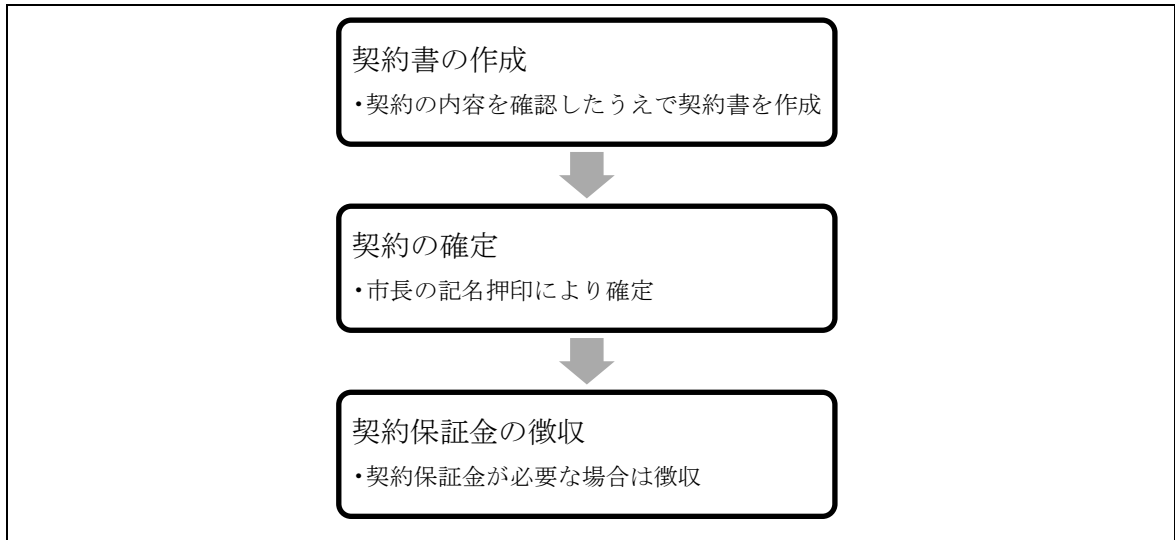 契約書の作成
・契約の内容を確認したうえで契約書を作成
契約の確定
・市長の記名押印により確定
契約保証金の徴収
・契約保証金が必要な場合は徴収